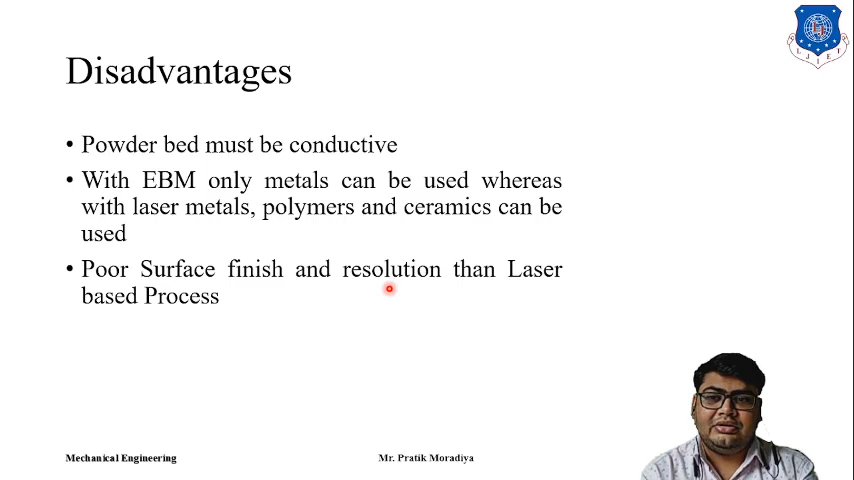 Disadvantages
• Powder bed must be conductive
• With EBM only metals can be used whereas
with laser metals, polymers and ceramics can be
used
• Poor Surface finish and resolution than Laser
based Process
L J I E T
Mechanical Engineering
Mr. Pratik Moradiya